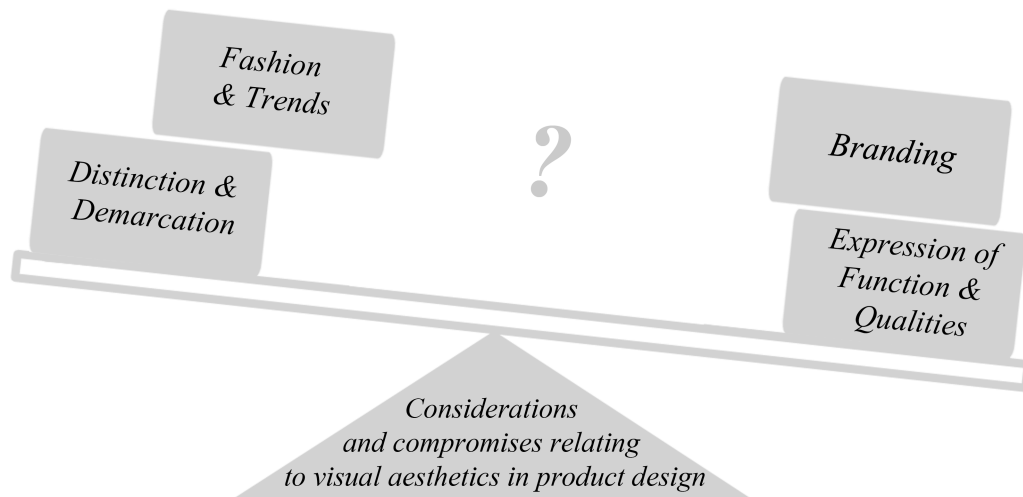 Fashion
& Trends
Distinction &
Demarcation
?
Branding
Expression of
Function &
Qualities
Considerations
and compromises relating
to visual aesthetics in product design